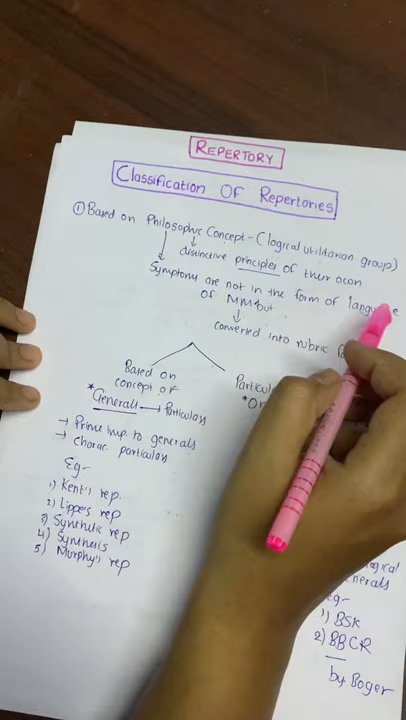 REPERTORY
Classification OF Repertories
① Based on Philosophic Concept - (logical utilitarian group)
↓ distinctive principles of their own
↓ Symptoms are not in the form of language
OF MM but
↓
converted into rubric
Based on
concept of
*Generals → Particulars
→ Prime imp. to generals
→ Charac. particulars
Eg-
1) Kent's rep.
2) Lippe's rep
3) Synthetic rep
4) Synthesis
5) Murphy's rep
Particul
*Or
Eg-
1) BSK
2) BBCR
by Boger